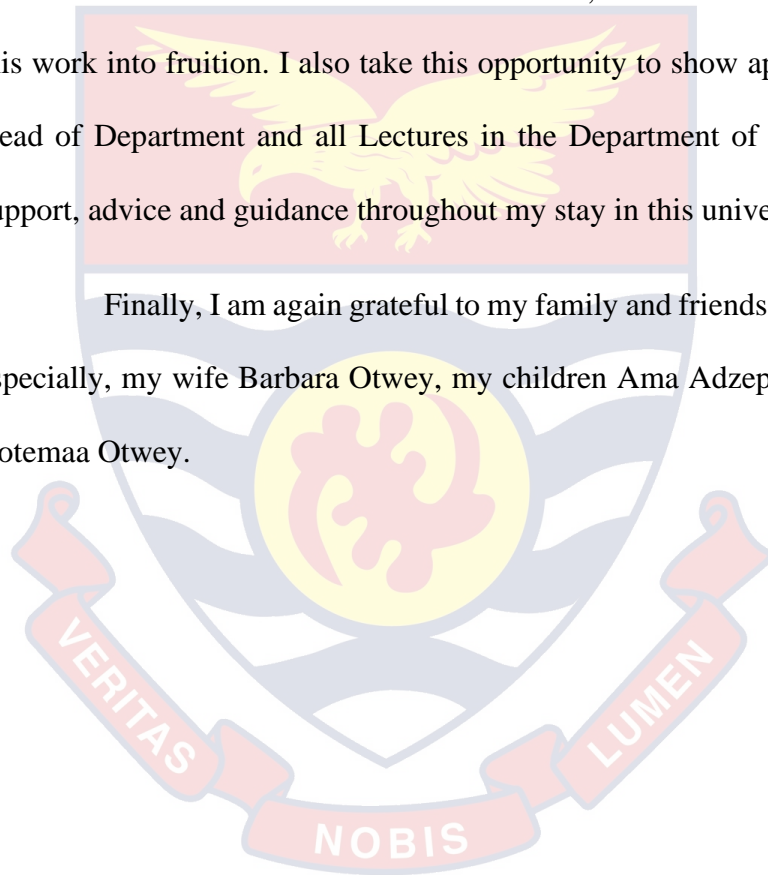 is work into fruition. I also take this opportunity to show ap
ead of Department and all Lectures in the Department of
pport, advice and guidance throughout my stay in this unive
Finally, I am again grateful to my family and friends
specially, my wife Barbara Otwey, my children Ama Adzep
otemaa Otwey.
VERITAS
NOBIS
LUMEN